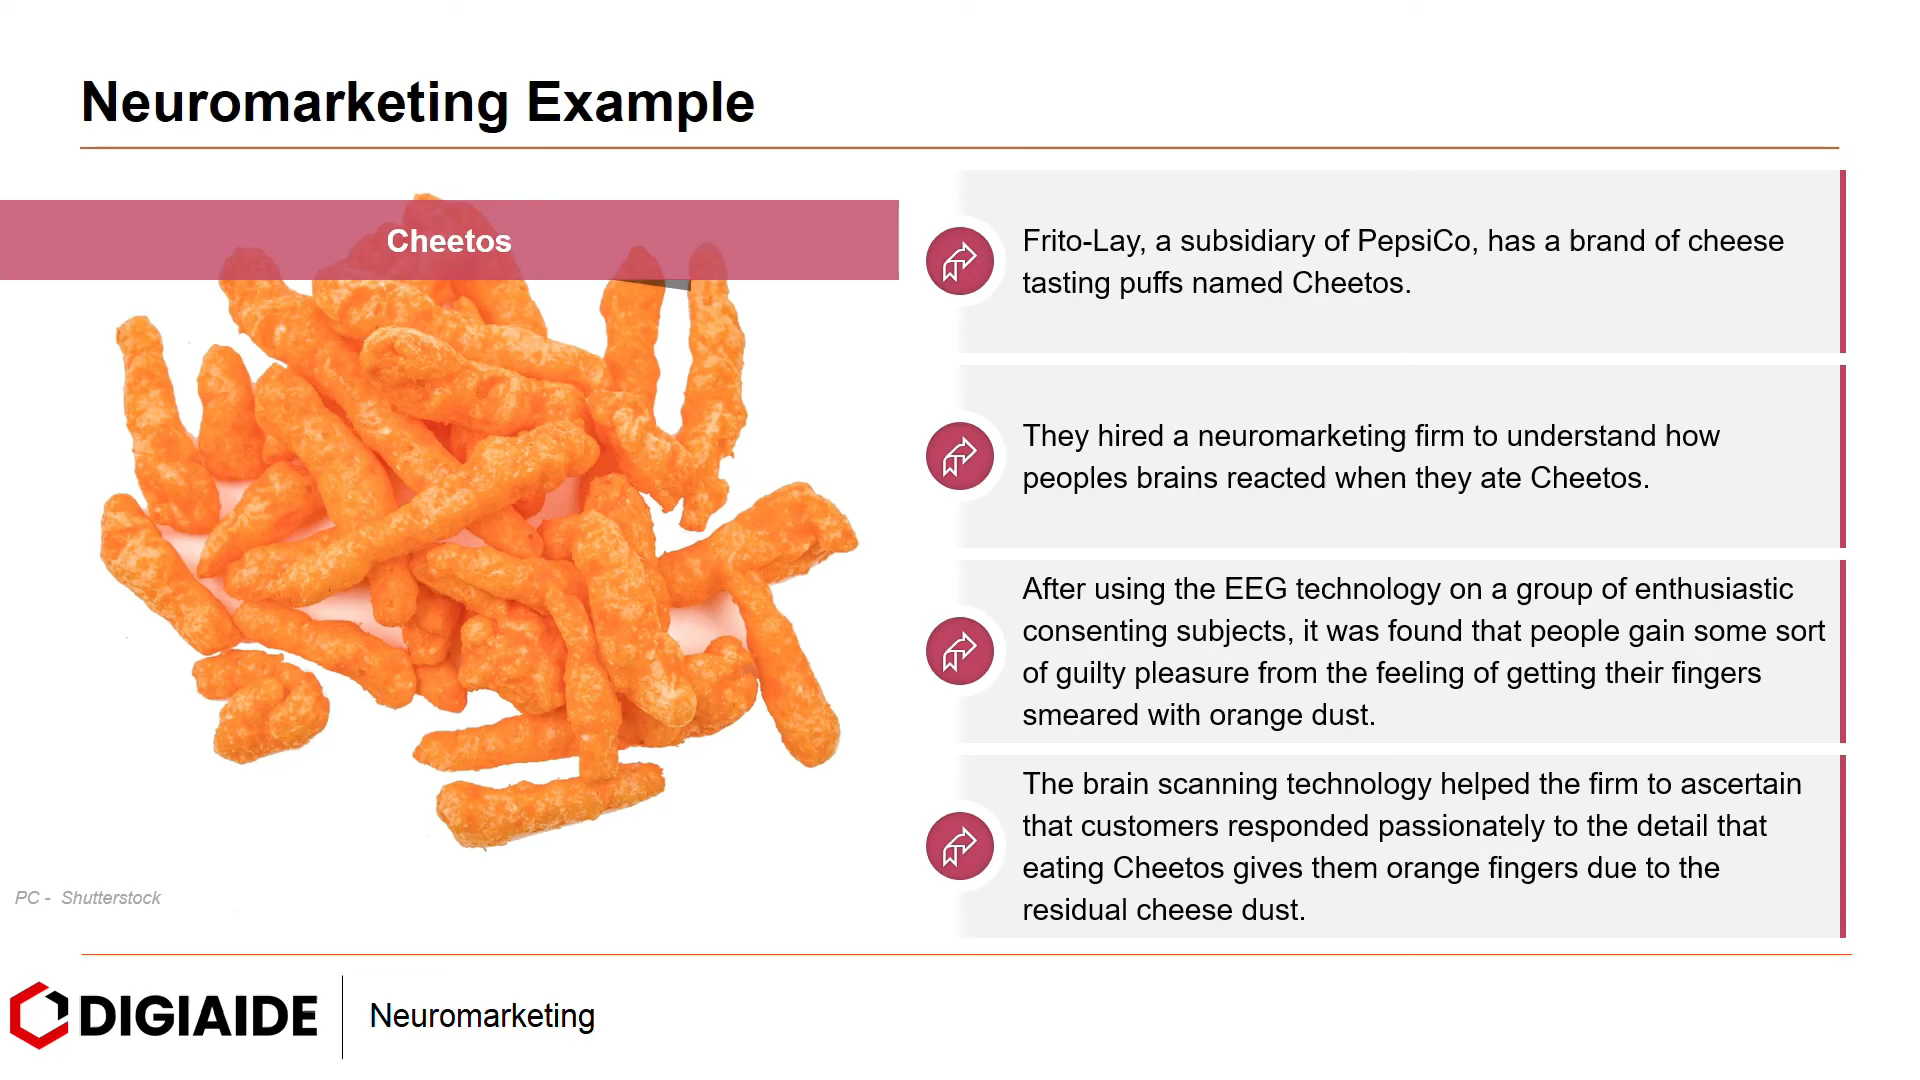 Neuromarketing Example
Cheetos
Frito-Lay, a subsidiary of PepsiCo, has a brand of cheese
tasting puffs named Cheetos.
They hired a neuromarketing firm to understand how
peoples brains reacted when they ate Cheetos.
After using the EEG technology on a group of enthusiastic
consenting subjects, it was found that people gain some sort
of guilty pleasure from the feeling of getting their fingers
smeared with orange dust.
The brain scanning technology helped the firm to ascertain
that customers responded passionately to the detail that
eating Cheetos gives them orange fingers due to the
residual cheese dust.
PC - Shutterstock
DIGIAIDE
Neuromarketing